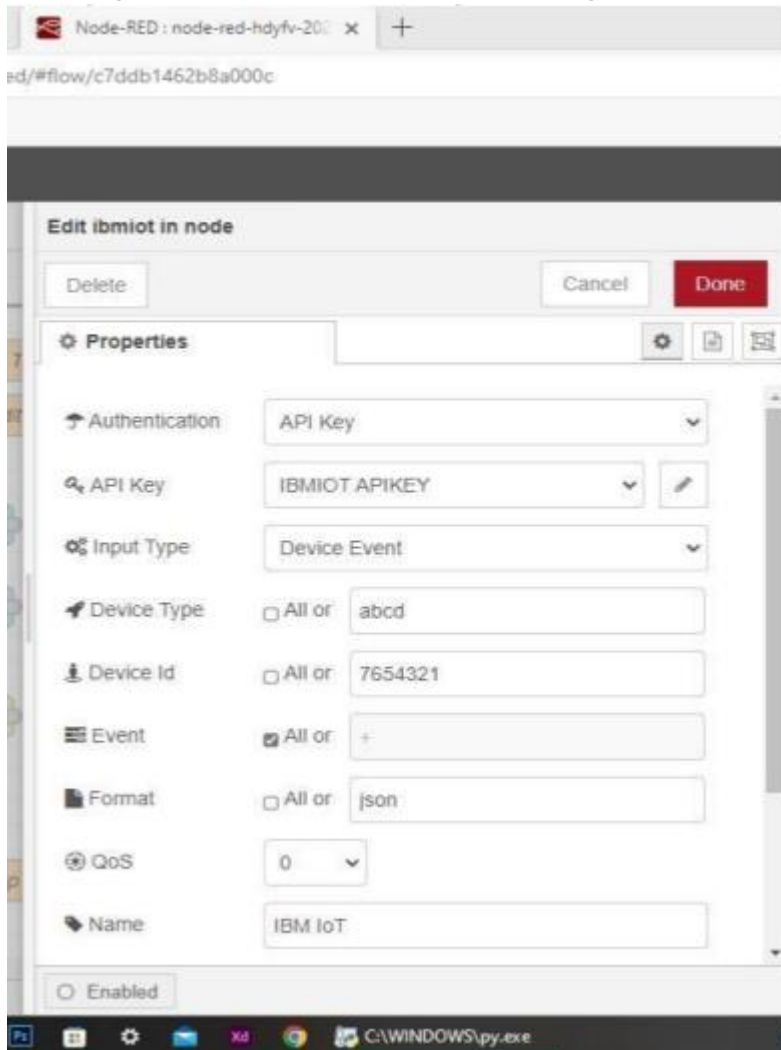 Node-RED : node-red-hdyfv-202
ed/#flow/c7ddb1462b8a000c
Edit ibmiot in node
Delete
Cancel Done
Properties
Authentication API Key
API Key IBMIOT APIKEY
Input Type Device Event
Device Type All or abcd
Device Id All or 7654321
Event All or +
Format All or json
QoS 0
Name IBM IoT
Enabled
Ps Xd C:\WINDOWS\py.exe